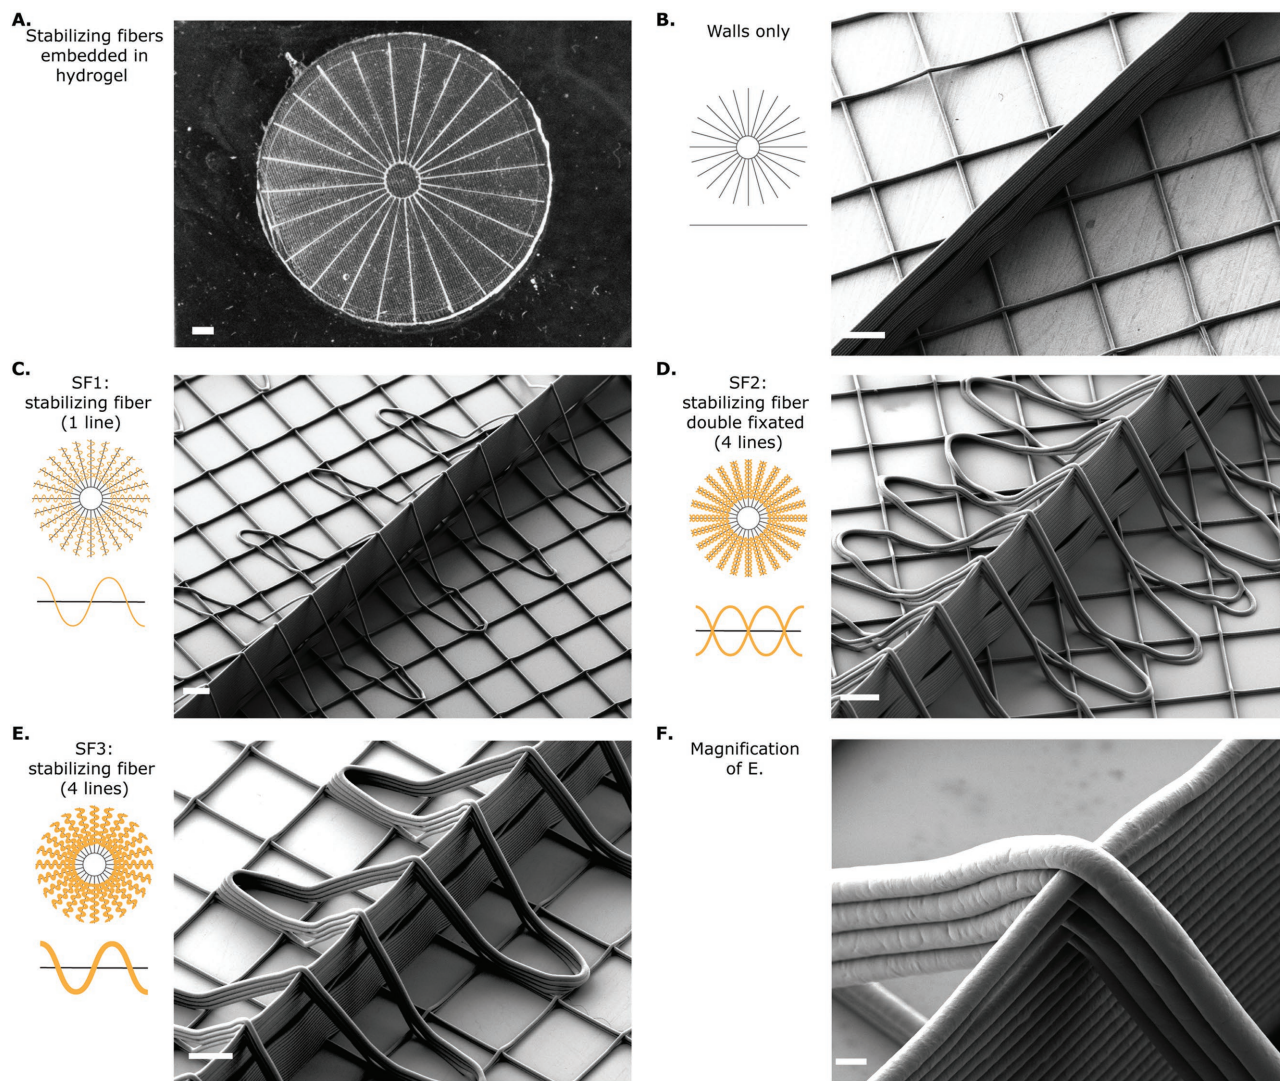 A.
Stabilizing fibers
embedded in
hydrogel
B.
Walls only
C.
SF1:
stabilizing fiber
(1 line)
D.
SF2:
stabilizing fiber
double fixated
(4 lines)
E.
SF3:
stabilizing fiber
(4 lines)
F.
Magnification
of E.